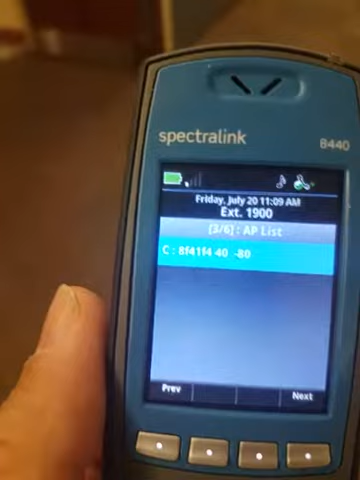 spectralink
8440
Friday, July 20 11:09 AM
Ext. 1900
[3/6] : AP List
C : 8f41f4 40 -80
Prev
Next